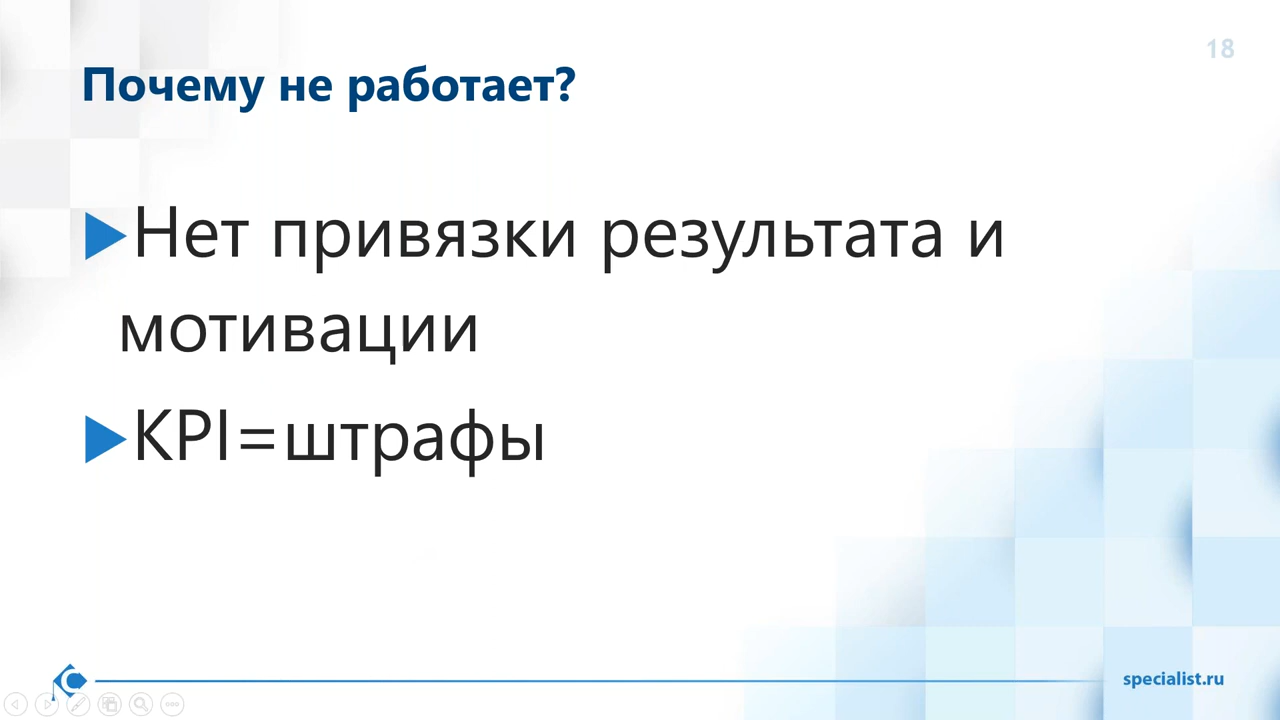 18
Почему не работает?
Нет привязки результата и
мотивации
KPI=штрафы
specialist.ru